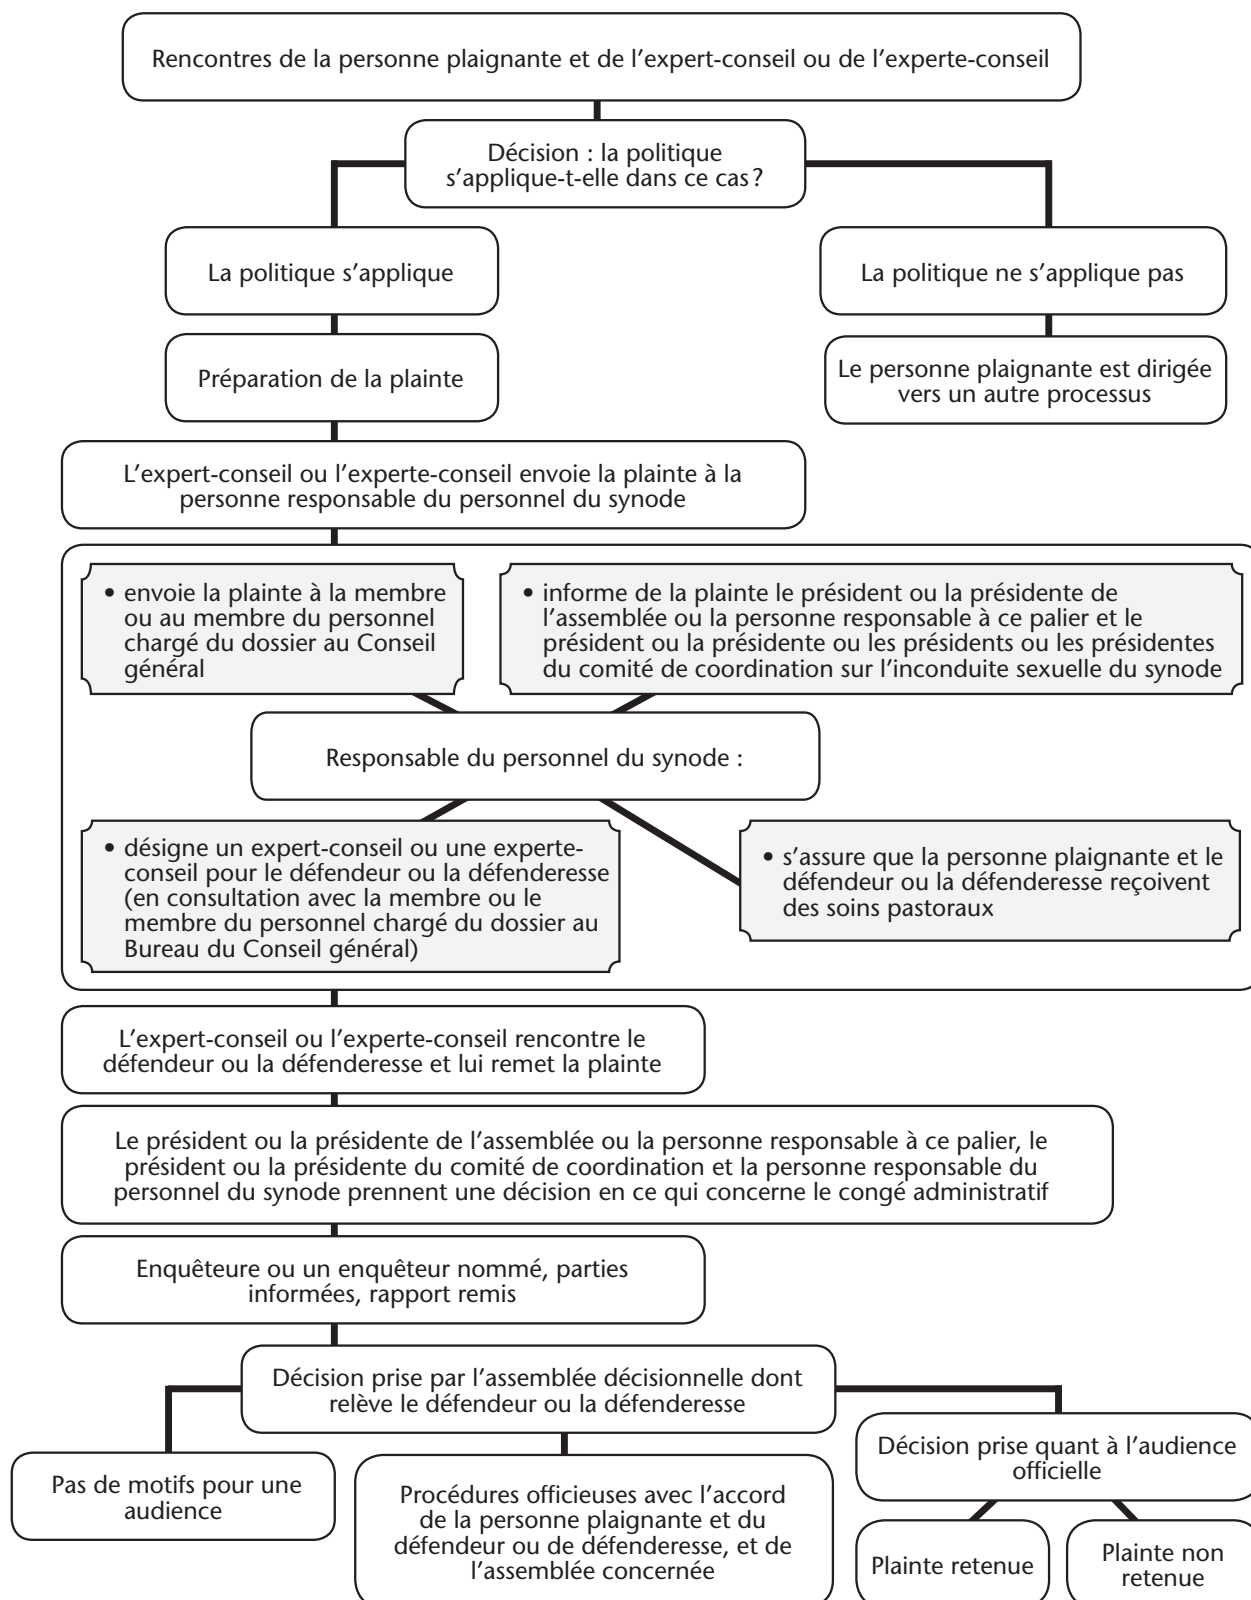 Rencontres de la personne plaignante et de l’expert-conseil ou de l’experte-conseil
Décision : la politique
s’applique-t-elle dans ce cas ?
La politique s’applique
La politique ne s’applique pas
Préparation de la plainte
Le personne plaignante est dirigée
vers un autre processus
L’expert-conseil ou l’experte-conseil envoie la plainte à la
personne responsable du personnel du synode
• envoie la plainte à la membre
ou au membre du personnel
chargé du dossier au Conseil
général
• informe de la plainte le président ou la présidente de
l’assemblée ou la personne responsable à ce palier et le
président ou la présidente ou les présidents ou les présidentes
du comité de coordination sur l’inconduite sexuelle du synode
Responsable du personnel du synode :
• désigne un expert-conseil ou une experte-
conseil pour le défendeur ou la défenderesse
(en consultation avec la membre ou le
membre du personnel chargé du dossier au
Bureau du Conseil général)
• s’assure que la personne plaignante et le
défendeur ou la défenderesse reçoivent
des soins pastoraux
L’expert-conseil ou l’experte-conseil rencontre le
défendeur ou la défenderesse et lui remet la plainte
Le président ou la présidente de l’assemblée ou la personne responsable à ce palier, le
président ou la présidente du comité de coordination et la personne responsable du
personnel du synode prennent une décision en ce qui concerne le congé administratif
Enquêteure ou un enquêteur nommé, parties
informées, rapport remis
Décision prise par l’assemblée décisionnelle dont
relève le défendeur ou la défenderesse
Pas de motifs pour une
audience
Procédures officieuses avec l’accord
de la personne plaignante et du
défendeur ou de défenderesse, et de
l’assemblée concernée
Décision prise quant à l’audience
officielle
Plainte retenue
Plainte non
retenue